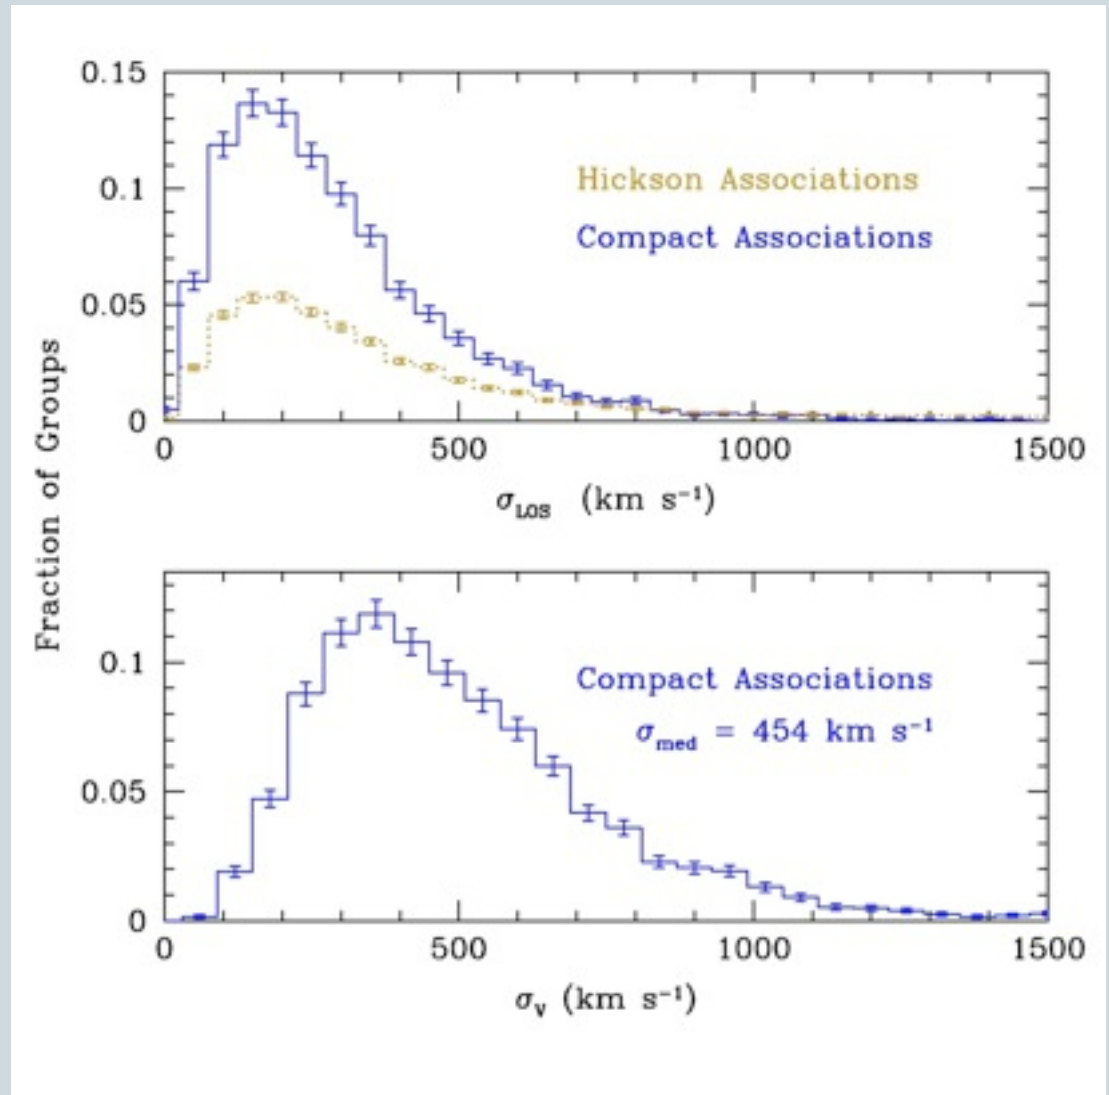 0.15
0.1
0.05
0
Hickson Associations
Compact Associations
0 500 1000 1500
σLOS (km s⁻¹)
Fraction of Groups
0.1
0.05
0
Compact Associations
σmed = 454 km s⁻¹
0 500 1000 1500
σV (km s⁻¹)